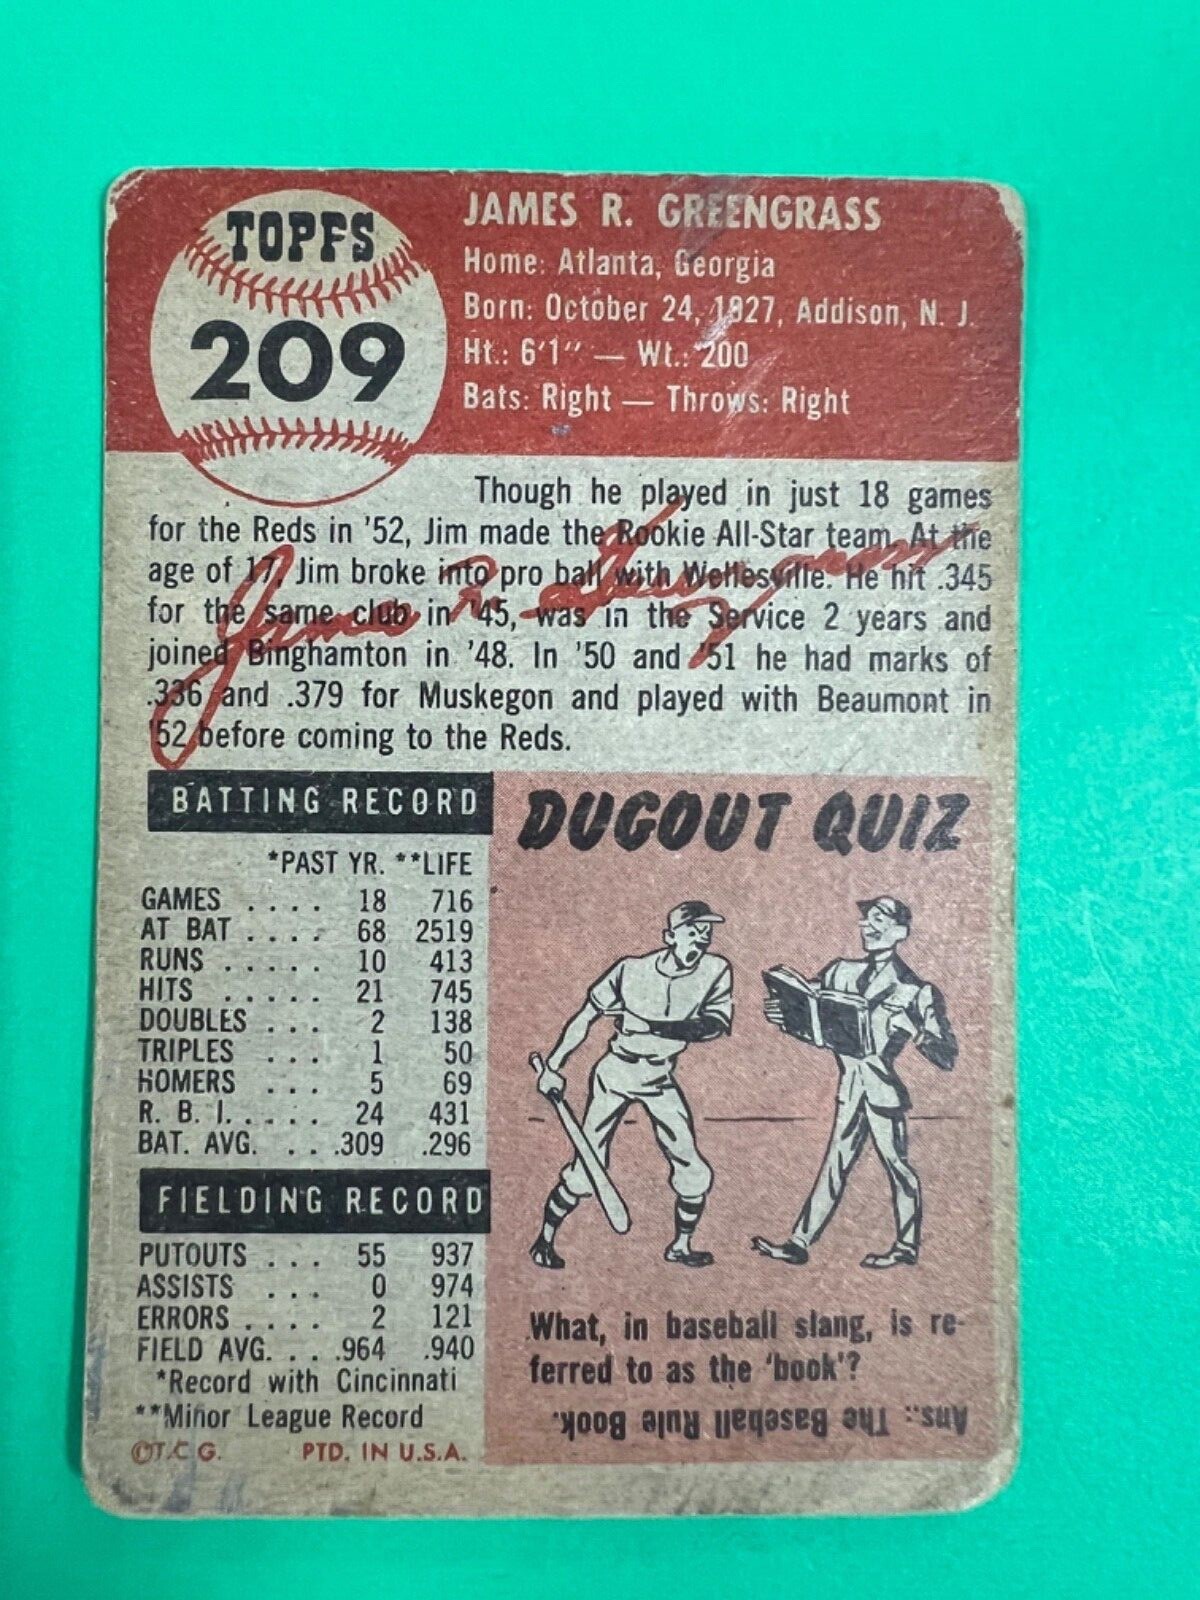 TOPPS
209
JAMES R. GREENGRASS
Home: Atlanta, Georgia
Born: October 24, 1927, Addison, N. J.
Ht.: 6'1" — Wt.: 200
Bats: Right — Throws: Right
Though he played in just 18 games
for the Reds in '52, Jim made the Rookie All-Star team. At the
age of 17, Jim broke into pro ball with Wellesville. He hit .345
for the same club in '45, was in the Service 2 years and
joined Binghamton in '48. In '50 and '51 he had marks of
.336 and .379 for Muskegon and played with Beaumont in
'52 before coming to the Reds.
James R. Greengrass
BATTING RECORD
*PAST YR. **LIFE
GAMES .... 18 716
AT BAT .... 68 2519
RUNS ..... 10 413
HITS ..... 21 745
DOUBLES ... 2 138
TRIPLES ... 1 50
HOMERS ... 5 69
R. B. I..... 24 431
BAT. AVG. ... .309 .296
FIELDING RECORD
PUTOUTS ... 55 937
ASSISTS ... 0 974
ERRORS .... 2 121
FIELD AVG. ... .964 .940
*Record with Cincinnati
**Minor League Record
©T.C.G. PTD. IN U.S.A.
DUGOUT QUIZ
What, in baseball slang, is re-
ferred to as the 'book'?
Ans.: The Baseball Rule Book.